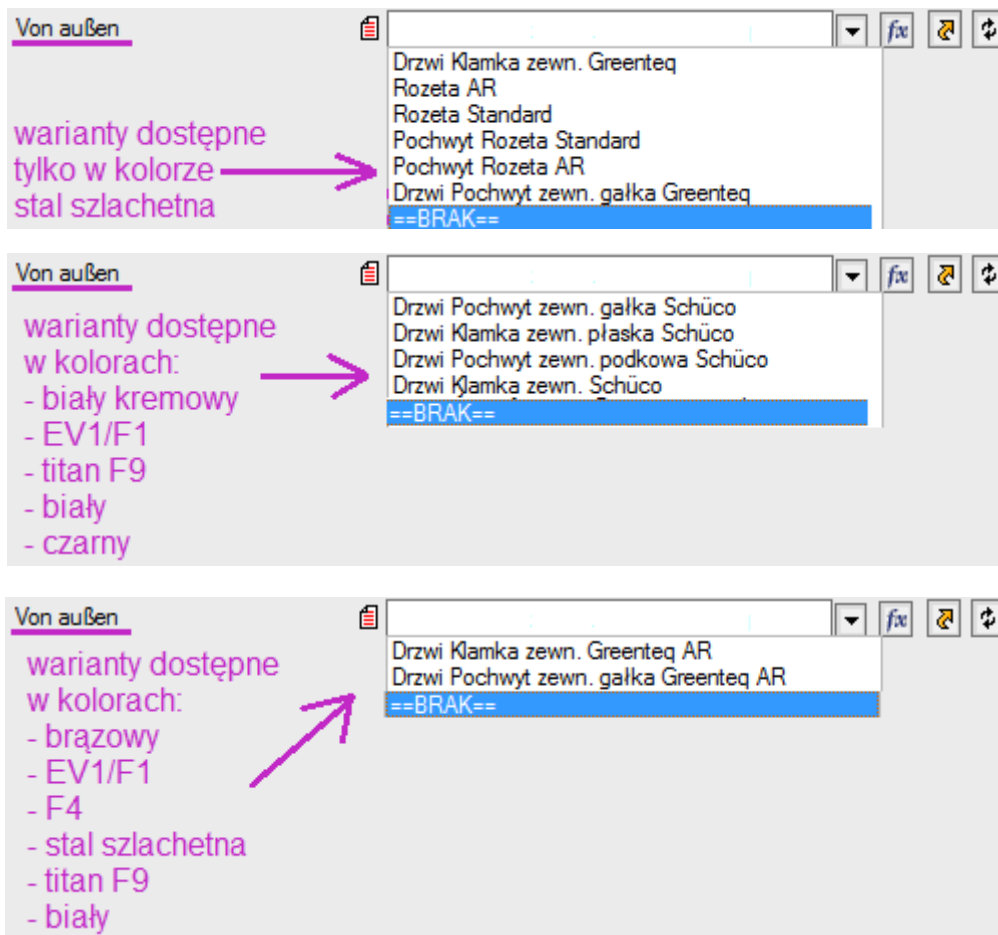 Von außen
fx
Drzwi Klamka zewn. Greenteq
Rozeta AR
Rozeta Standard
Pochwyt Rozeta Standard
Pochwyt Rozeta AR
Drzwi Pochwyt zewn. gałka Greenteq
==BRAK==
warianty dostępne
tylko w kolorze
stal szlachetna
Von außen
fx
Drzwi Pochwyt zewn. gałka Schüco
Drzwi Klamka zewn. płaska Schüco
Drzwi Pochwyt zewn. podkowa Schüco
Drzwi Klamka zewn. Schüco
==BRAK==
warianty dostępne
w kolorach:
- biały kremowy
- EV1/F1
- titan F9
- biały
- czarny
Von außen
fx
Drzwi Klamka zewn. Greenteq AR
Drzwi Pochwyt zewn. gałka Greenteq AR
==BRAK==
warianty dostępne
w kolorach:
- brązowy
- EV1/F1
- F4
- stal szlachetna
- titan F9
- biały